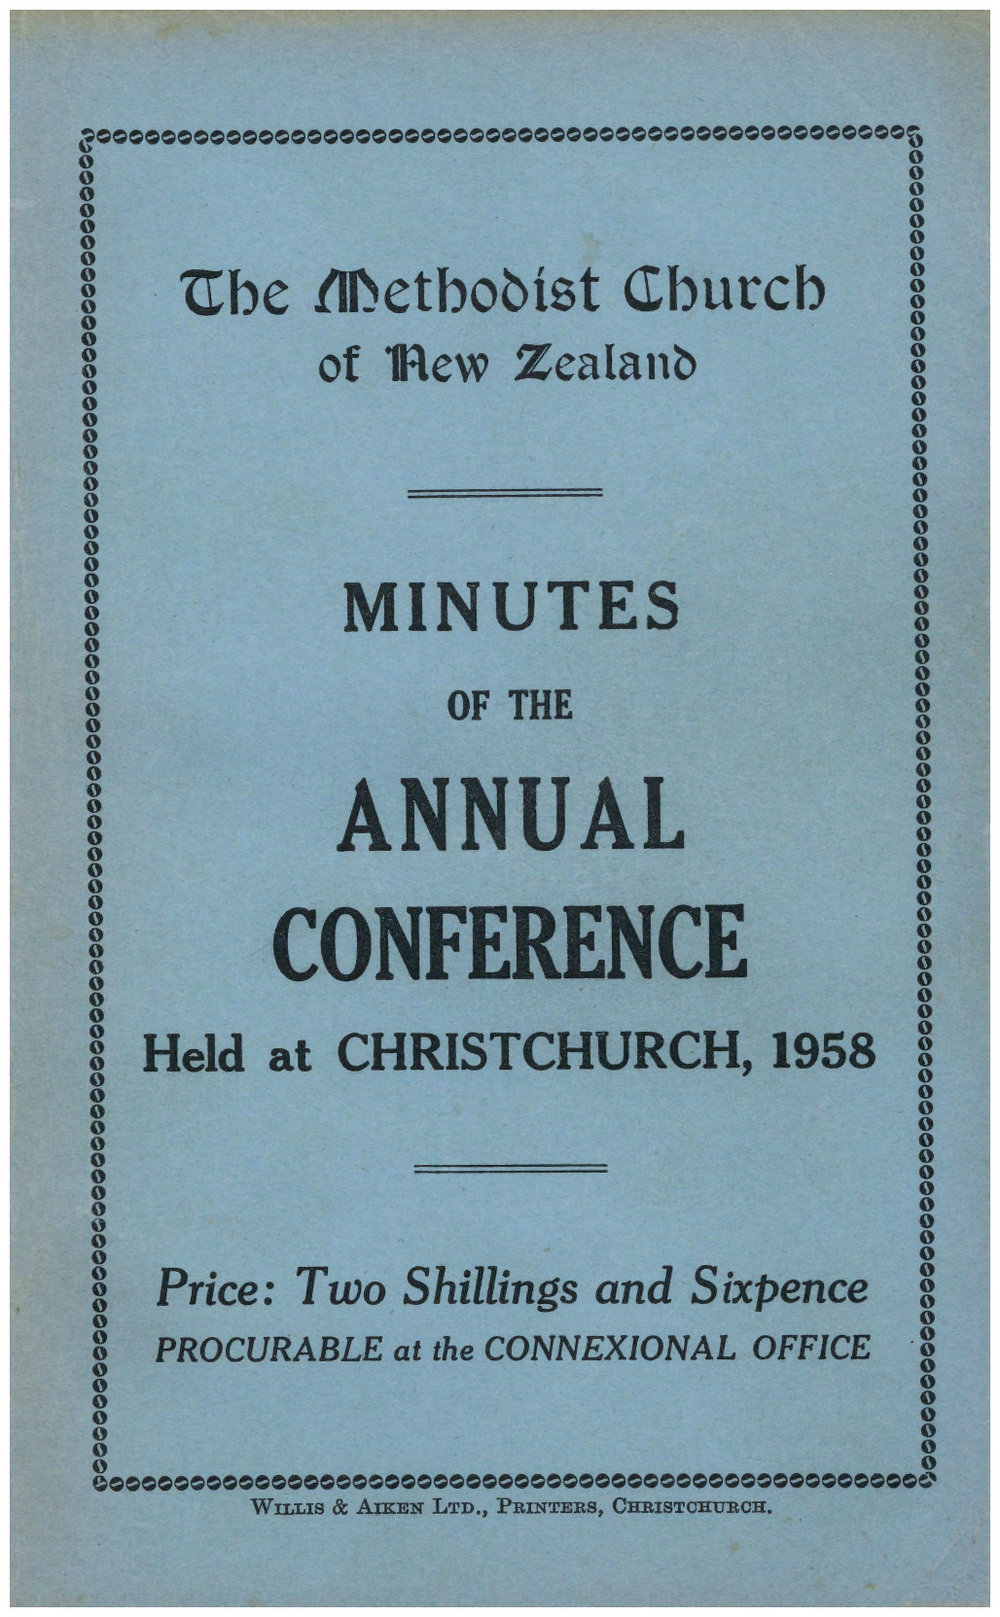 The Methodist Church
of New Zealand
MINUTES
OF THE
ANNUAL
CONFERENCE
Held at CHRISTCHURCH, 1958
Price: Two Shillings and Sixpence
PROCURABLE at the CONNEXIONAL OFFICE
WILLIS & AIKEN LTD., PRINTERS, CHRISTCHURCH.